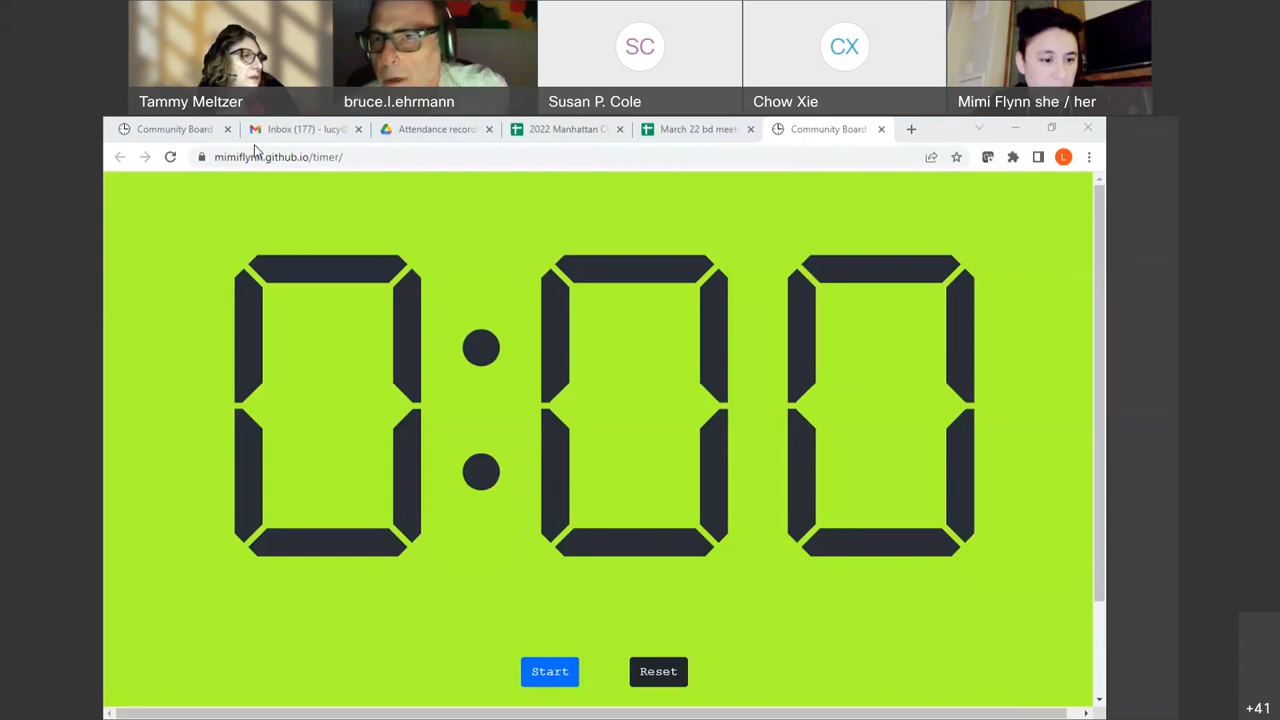 SC
CX
Tammy Meltzer
bruce.l.ehrmann
Susan P. Cole
Chow Xie
Mimi Flynn she / her
Community Board
Inbox (177) - lucy@
Attendance record
2022 Manhattan C
March 22 bd meet
Community Board
mimiflynn.github.io/timer/
L
0:00
Start
Reset
+41